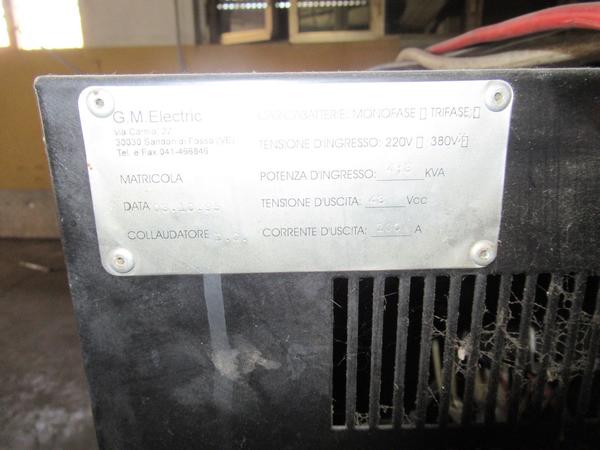 G.M.Electric
Via Carnia, 27
30030 Sandon di Fossò (VE)
Tel. e Fax 041-466846
MATRICOLA
DATA
COLLAUDATORE
CARICABATTERIE: MONOFASE TRIFASE:
TENSIONE D'INGRESSO: 220V 380V
POTENZA D'INGRESSO: KVA
TENSIONE D'USCITA: 48 Vcc
CORRENTE D'USCITA: A